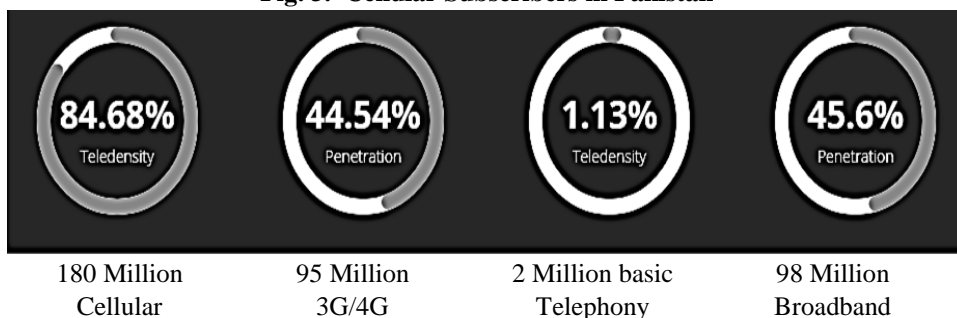 Fig. Cellular Subscribers in Pakistan
84.68% 44.54% 1.13% 45.6%
Teledensity Penetration Teledensity Penetration
180 Million 95 Million 2 Million basic 98 Million
Cellular 3G/4G Telephony Broadband